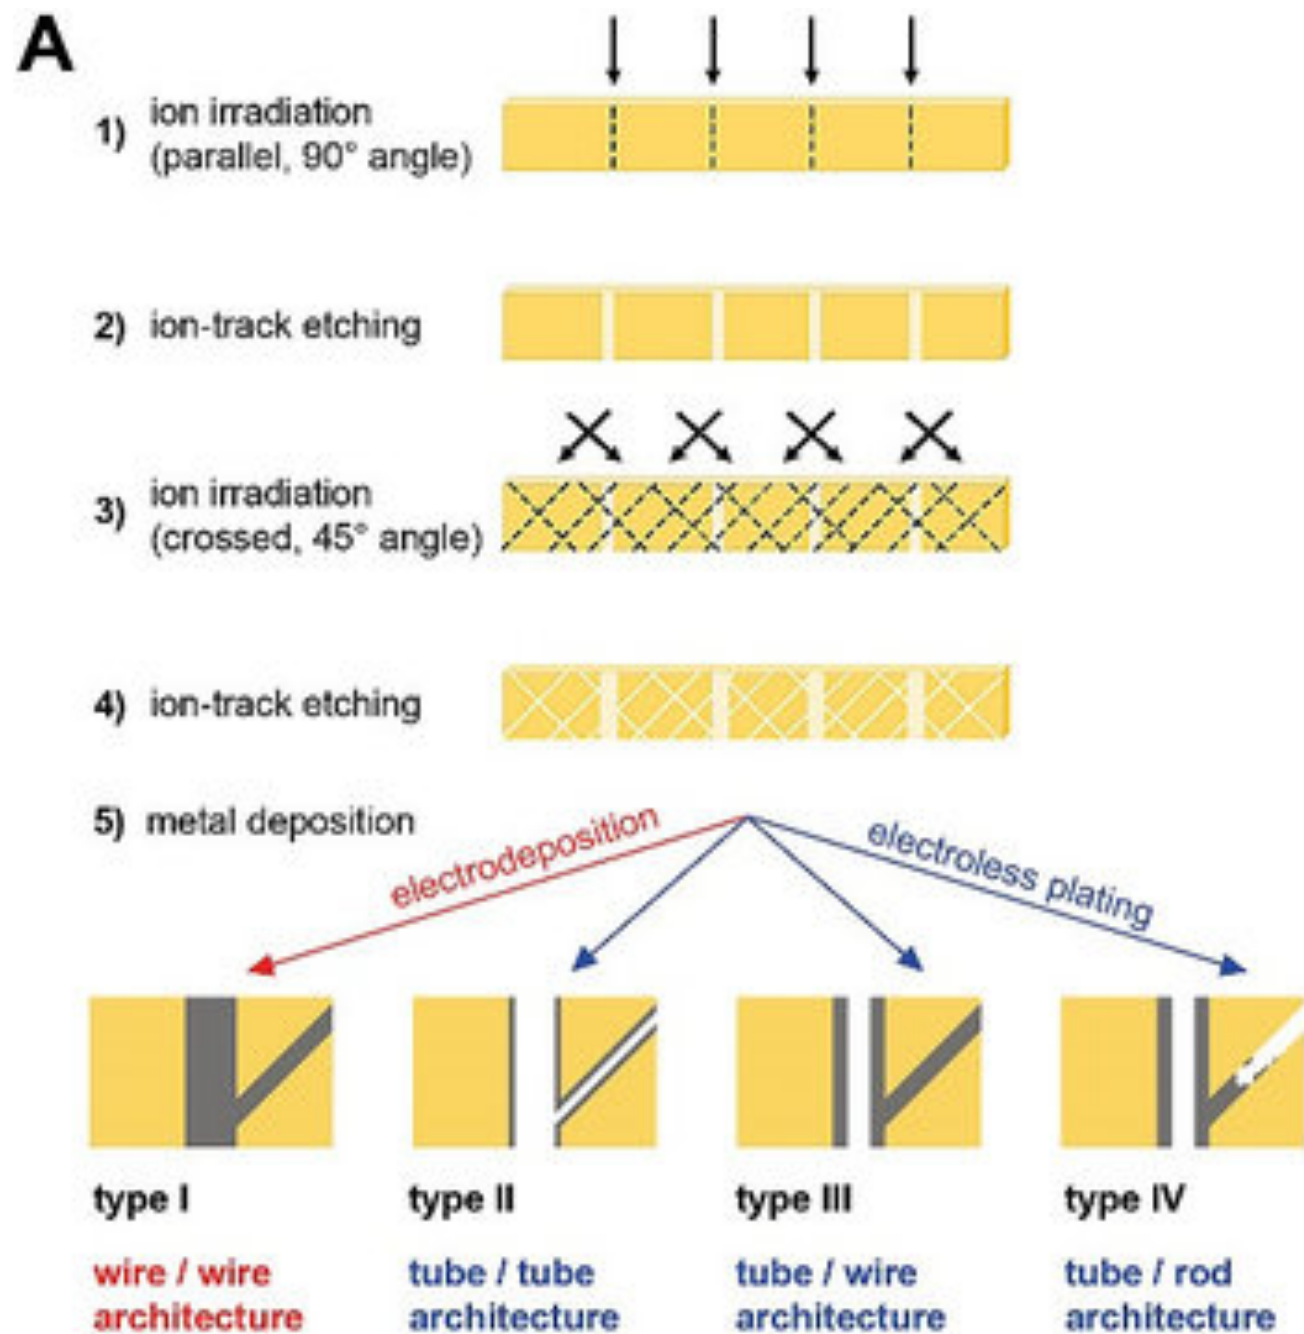 A
1) ion irradiation
(parallel, 90° angle)
2) ion-track etching
3) ion irradiation
(crossed, 45° angle)
4) ion-track etching
5) metal deposition
electrodeposition
electroless plating
type I
wire / wire
architecture
type II
tube / tube
architecture
type III
tube / wire
architecture
type IV
tube / rod
architecture